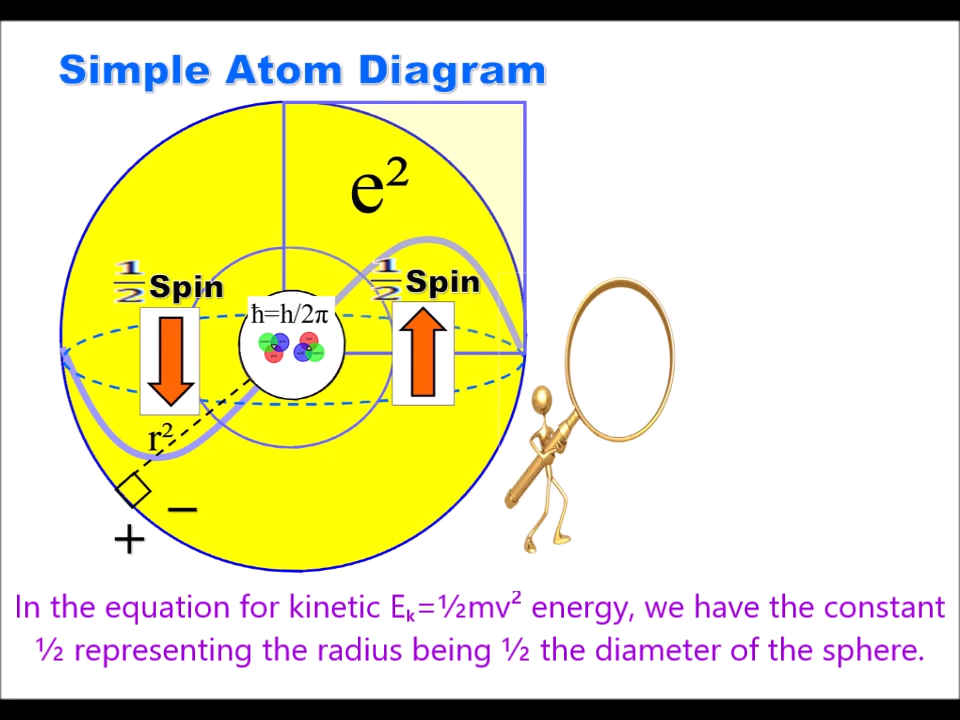 Simple Atom Diagram
e²
½ Spin
½ Spin
ħ=h/2π
r²
−
+
In the equation for kinetic Eₖ=½mv² energy, we have the constant
½ representing the radius being ½ the diameter of the sphere.